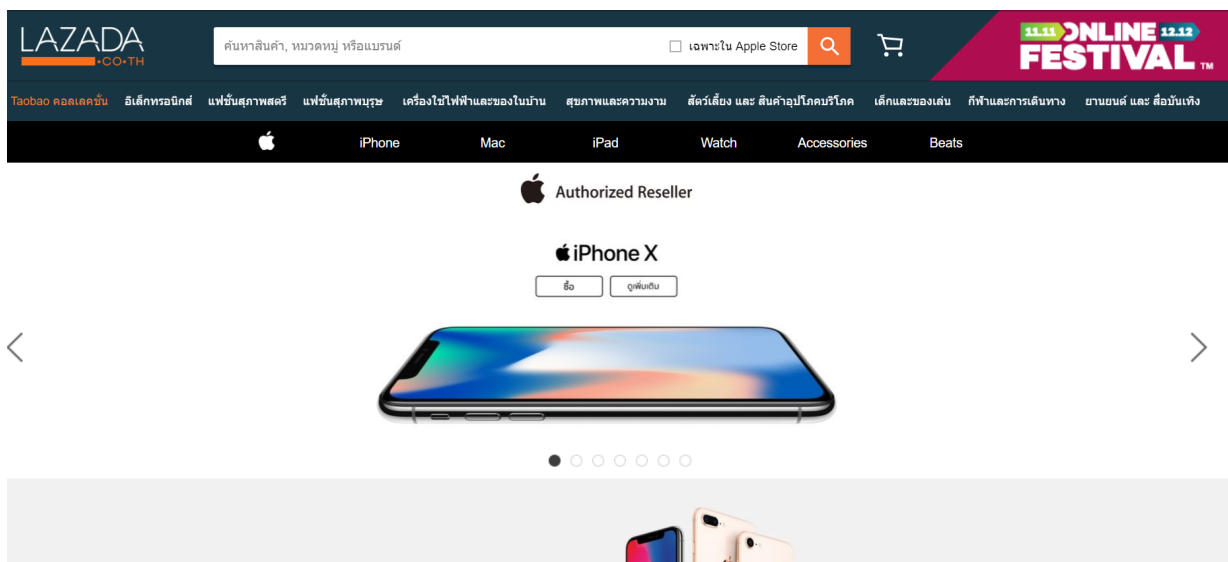 LAZADA
•CO•TH
ค้นหาสินค้า, หมวดหมู่ หรือแบรนด์
เฉพาะใน Apple Store
11.11 ONLINE 12.12
FESTIVAL TM
Taobao คอลเลคชั่น อิเล็กทรอนิกส์ แฟชั่นสุภาพสตรี แฟชั่นสุภาพบุรุษ เครื่องใช้ไฟฟ้าและของในบ้าน สุขภาพและความงาม สัตว์เลี้ยง และ สินค้าอุปโภคบริโภค เด็กและของเล่น กีฬาและการเดินทาง ยานยนต์ และ สื่อบันเทิง
iPhone Mac iPad Watch Accessories Beats
Authorized Reseller
iPhone X
ซื้อ ดูเพิ่มเติม